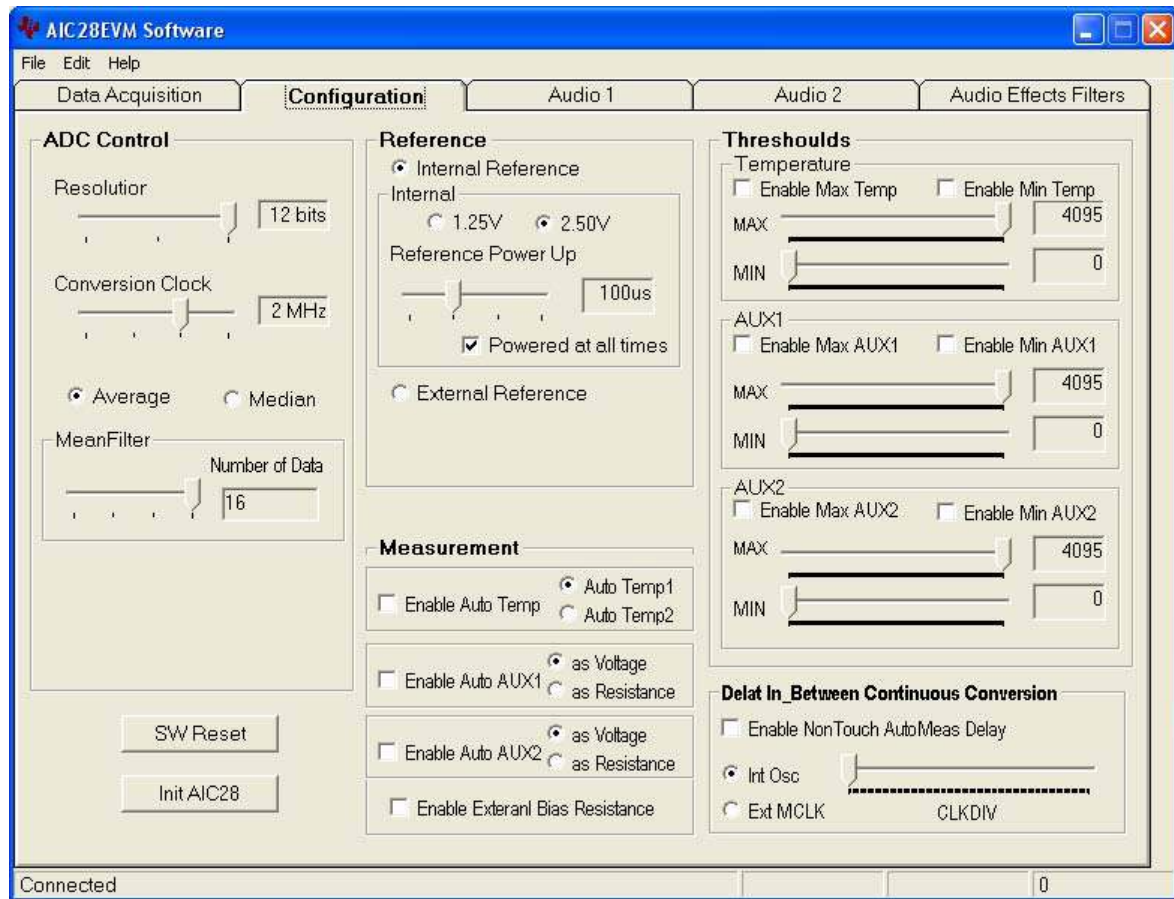 AIC28EVM Software
File Edit Help
Data Acquisition
Configuration
Audio 1
Audio 2
Audio Effects Filters
ADC Control
Resolutior
12 bits
Conversion Clock
2 MHz
Average
Median
MeanFilter
Number of Data
16
SW Reset
Init AIC28
Reference
Internal Reference
Internal
1.25V
2.50V
Reference Power Up
100us
Powered at all times
External Reference
Measurement
Enable Auto Temp
Auto Temp1
Auto Temp2
Enable Auto AUX1
as Voltage
as Resistance
Enable Auto AUX2
as Voltage
as Resistance
Enable Exteranl Bias Resistance
Threshoulds
Temperature
Enable Max Temp
Enable Min Temp
MAX
4095
MIN
0
AUX1
Enable Max AUX1
Enable Min AUX1
MAX
4095
MIN
0
AUX2
Enable Max AUX2
Enable Min AUX2
MAX
4095
MIN
0
Delat In_Between Continuous Conversion
Enable NonTouch AutoMeas Delay
Int Osc
Ext MCLK
CLKDIV
Connected
0